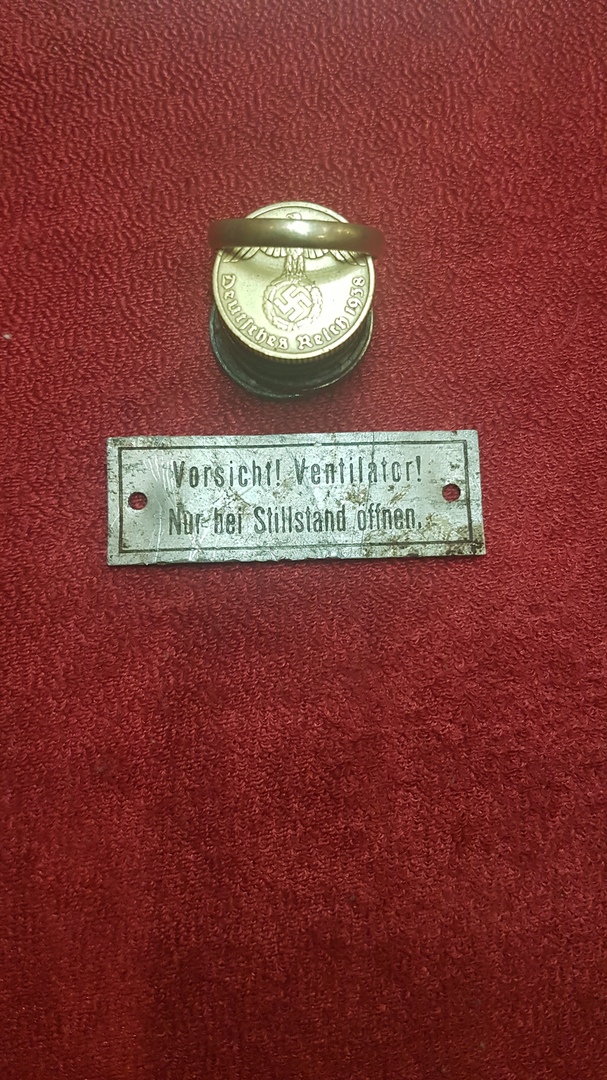 Deutsches Reich 1938
Vorsicht! Ventilator!
Nur bei Stillstand öffnen.